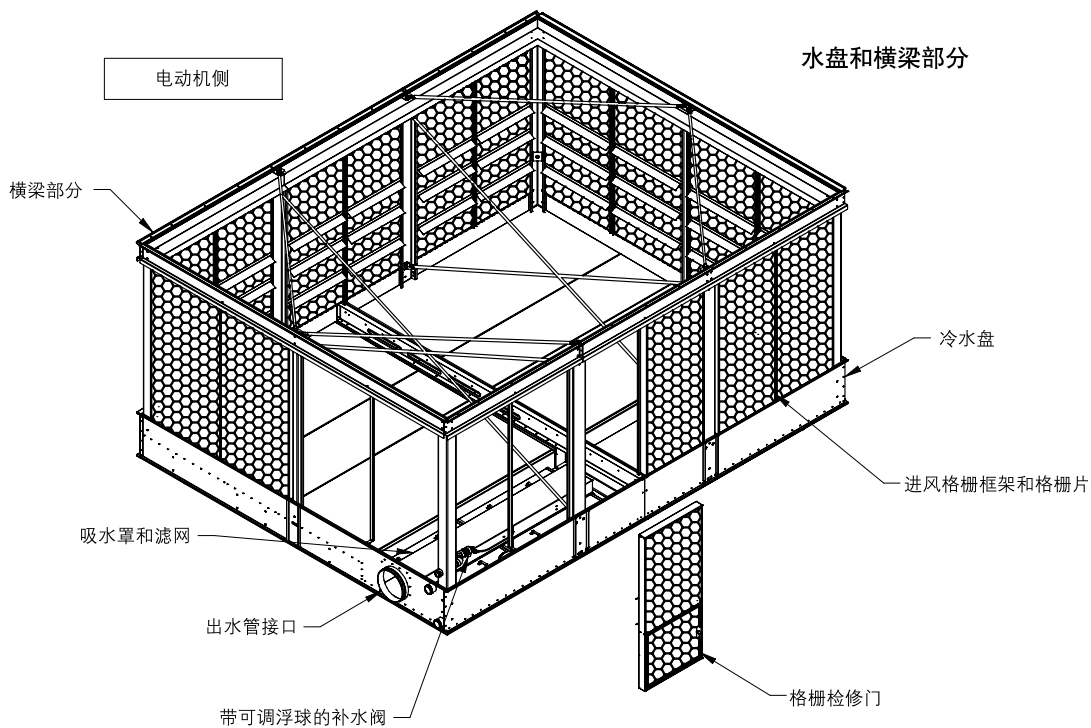 水盘和横梁部分
电动机侧
横梁部分
冷水盘
进风格栅框架和格栅片
吸水罩和滤网
出水管接口
格栅检修门
带可调浮球的补水阀